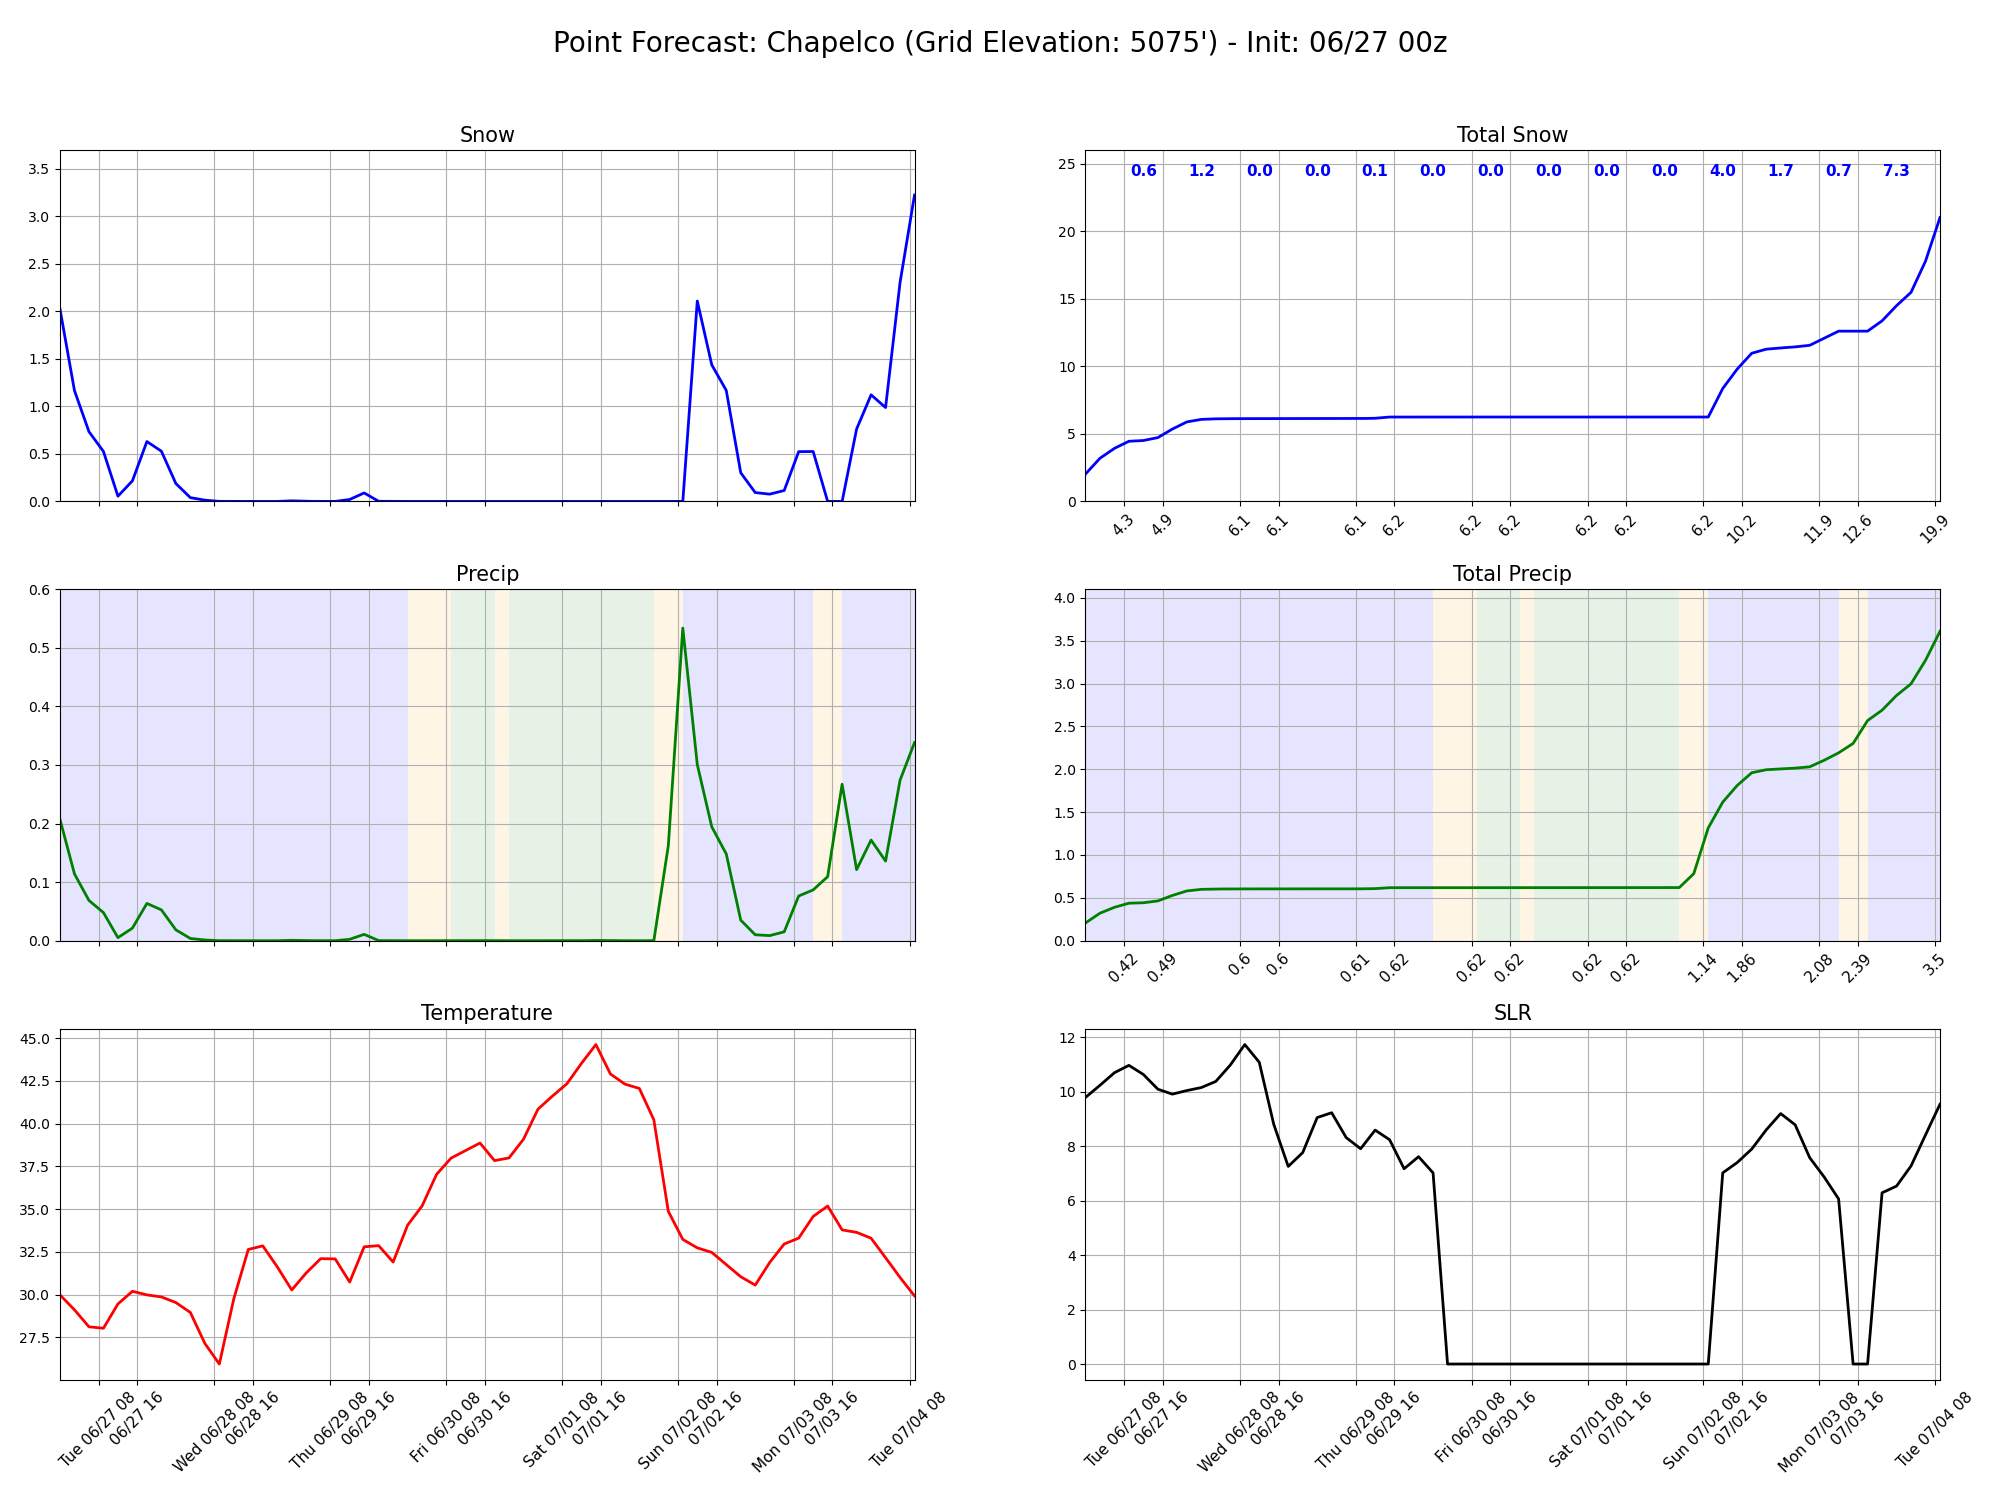 Point Forecast: Chapelco (Grid Elevation: 5075') - Init: 06/27 00z
Snow
3.5
3.0
2.5
2.0
1.5
1.0
0.5
0.0
Total Snow
0.6 1.2 0.0 0.0 0.1 0.0 0.0 0.0 0.0 0.0 4.0 1.7 0.7 7.3
25
20
15
10
5
0
4.3 4.9 6.1 6.1 6.1 6.2 6.2 6.2 6.2 6.2 6.2 10.2 11.9 12.6 19.9
Precip
0.6
0.5
0.4
0.3
0.2
0.1
0.0
Total Precip
4.0
3.5
3.0
2.5
2.0
1.5
1.0
0.5
0.0
0.42 0.49 0.6 0.6 0.61 0.62 0.62 0.62 0.62 0.62 1.14 1.86 2.08 2.39 3.5
Temperature
45.0
42.5
40.0
37.5
35.0
32.5
30.0
27.5
Tue 06/27 08
06/27 16
Wed 06/28 08
06/28 16
Thu 06/29 08
06/29 16
Fri 06/30 08
06/30 16
Sat 07/01 08
07/01 16
Sun 07/02 08
07/02 16
Mon 07/03 08
07/03 16
Tue 07/04 08
SLR
12
10
8
6
4
2
0
Tue 06/27 08
06/27 16
Wed 06/28 08
06/28 16
Thu 06/29 08
06/29 16
Fri 06/30 08
06/30 16
Sat 07/01 08
07/01 16
Sun 07/02 08
07/02 16
Mon 07/03 08
07/03 16
Tue 07/04 08